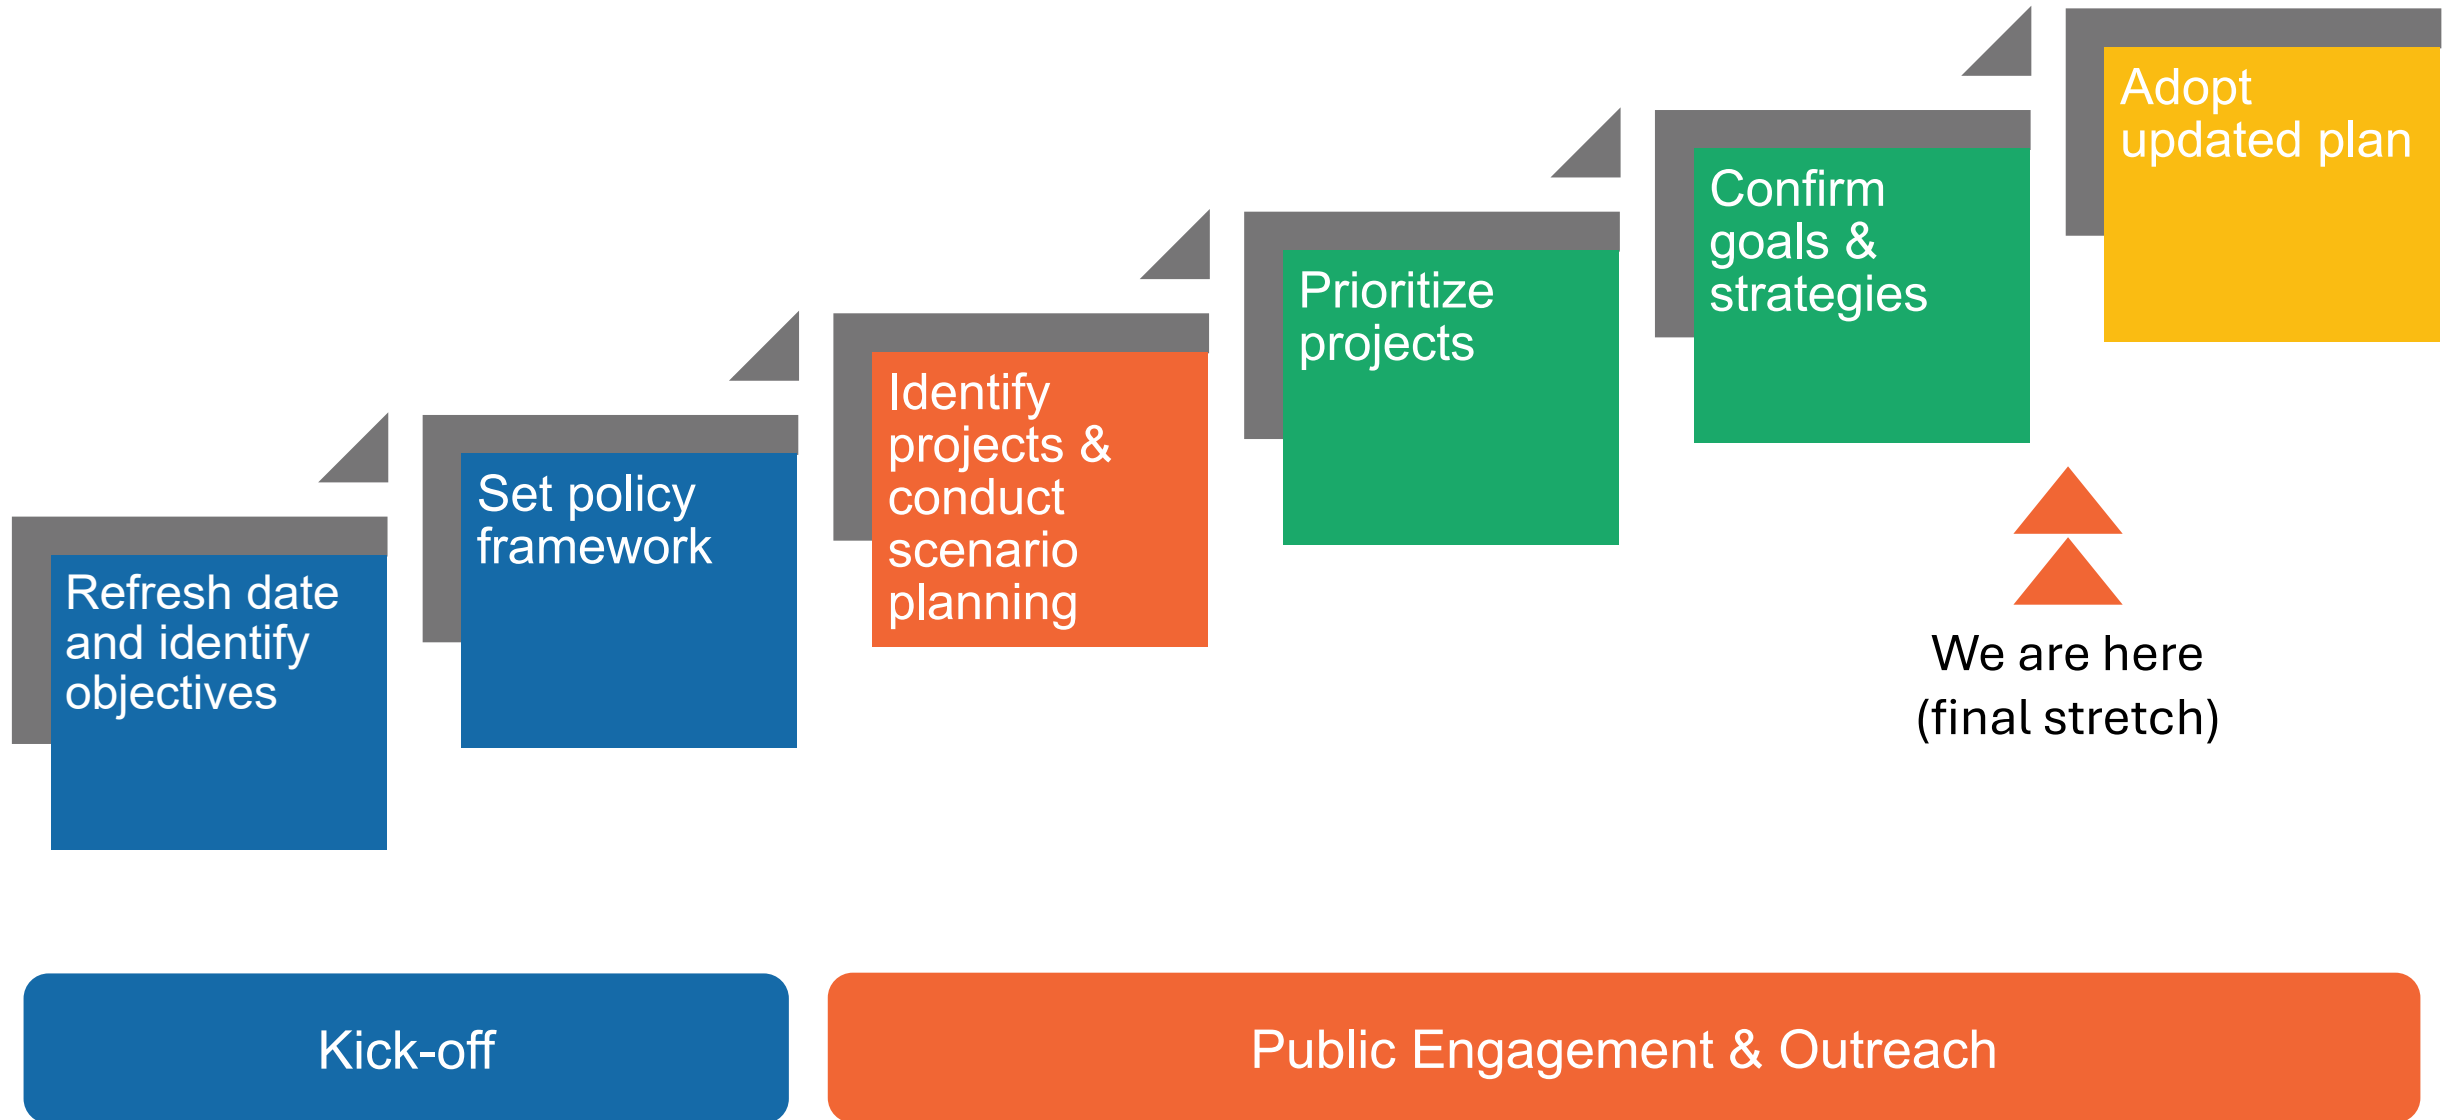 Refresh date
and identify
objectives
Set policy
framework
Identify
projects &
conduct
scenario
planning
Prioritize
projects
Confirm
goals &
strategies
Adopt
updated plan
We are here
(final stretch)
Kick-off
Public Engagement & Outreach